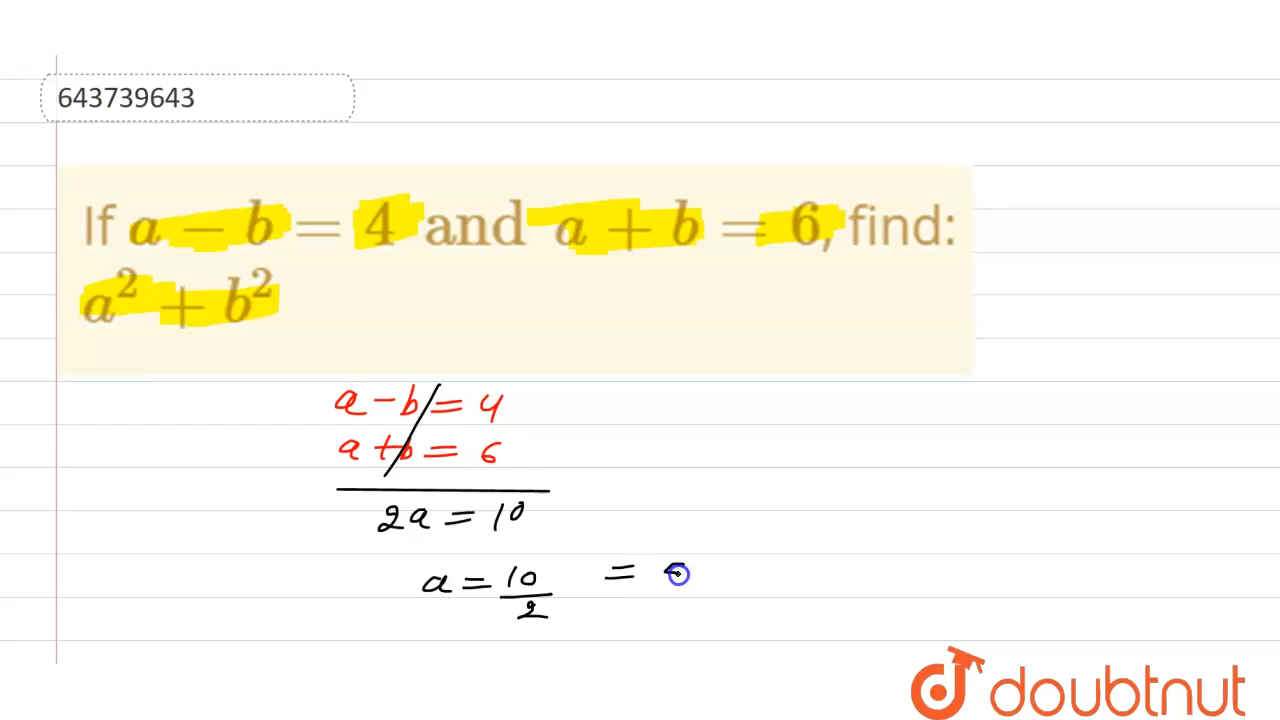 643739643
If a − b = 4 and a + b = 6, find:
a² + b²
a − b = 4
a + b = 6
2a = 10
a = 10/2 =
doubtnut